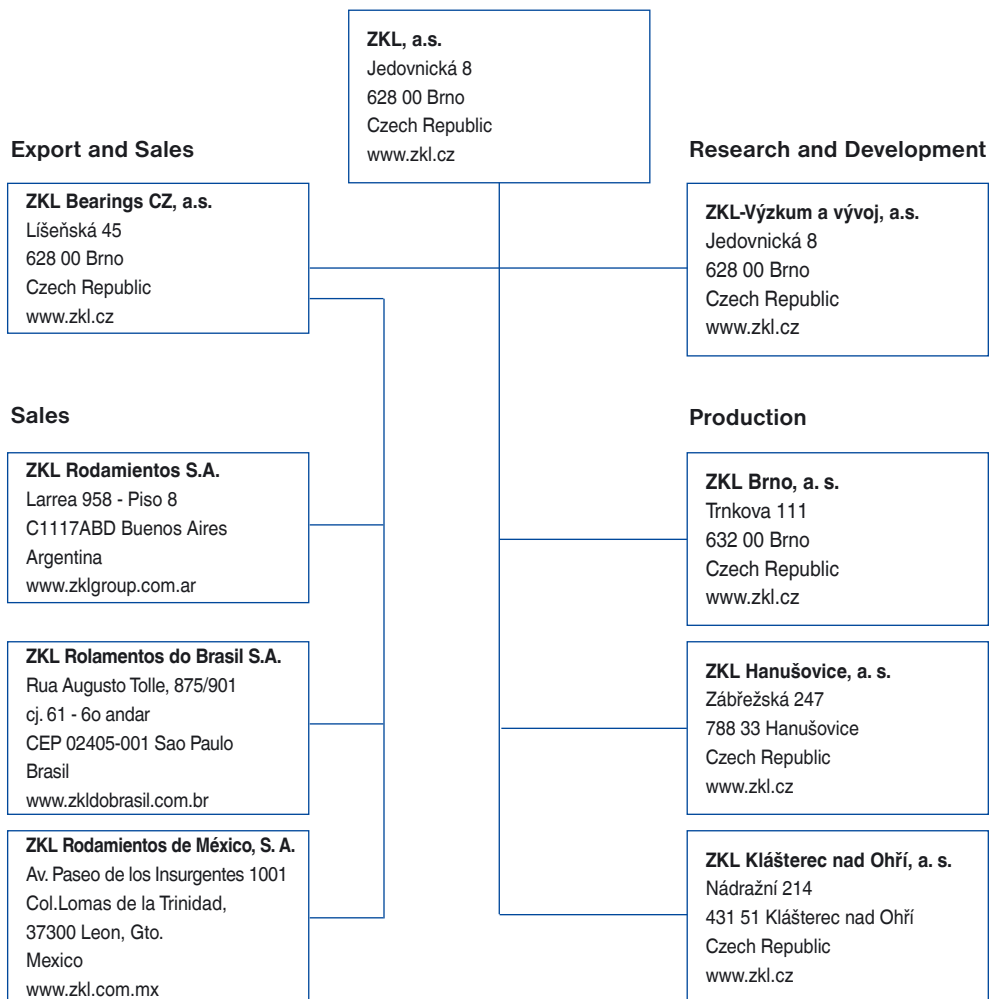 ZKL, a.s.
Jedovnická 8
628 00 Brno
Czech Republic
www.zkl.cz
Export and Sales
ZKL Bearings CZ, a.s.
Líšeňská 45
628 00 Brno
Czech Republic
www.zkl.cz
Research and Development
ZKL-Výzkum a vývoj, a.s.
Jedovnická 8
628 00 Brno
Czech Republic
www.zkl.cz
Sales
ZKL Rodamientos S.A.
Larrea 958 - Piso 8
C1117ABD Buenos Aires
Argentina
www.zklgroup.com.ar
ZKL Rolamentos do Brasil S.A.
Rua Augusto Tolle, 875/901
cj. 61 - 6o andar
CEP 02405-001 Sao Paulo
Brasil
www.zkldobrasil.com.br
ZKL Rodamientos de México, S. A.
Av. Paseo de los Insurgentes 1001
Col.Lomas de la Trinidad,
37300 Leon, Gto.
Mexico
www.zkl.com.mx
Production
ZKL Brno, a. s.
Trnkova 111
632 00 Brno
Czech Republic
www.zkl.cz
ZKL Hanušovice, a. s.
Zábřežská 247
788 33 Hanušovice
Czech Republic
www.zkl.cz
ZKL Klášterec nad Ohří, a. s.
Nádražní 214
431 51 Klášterec nad Ohří
Czech Republic
www.zkl.cz